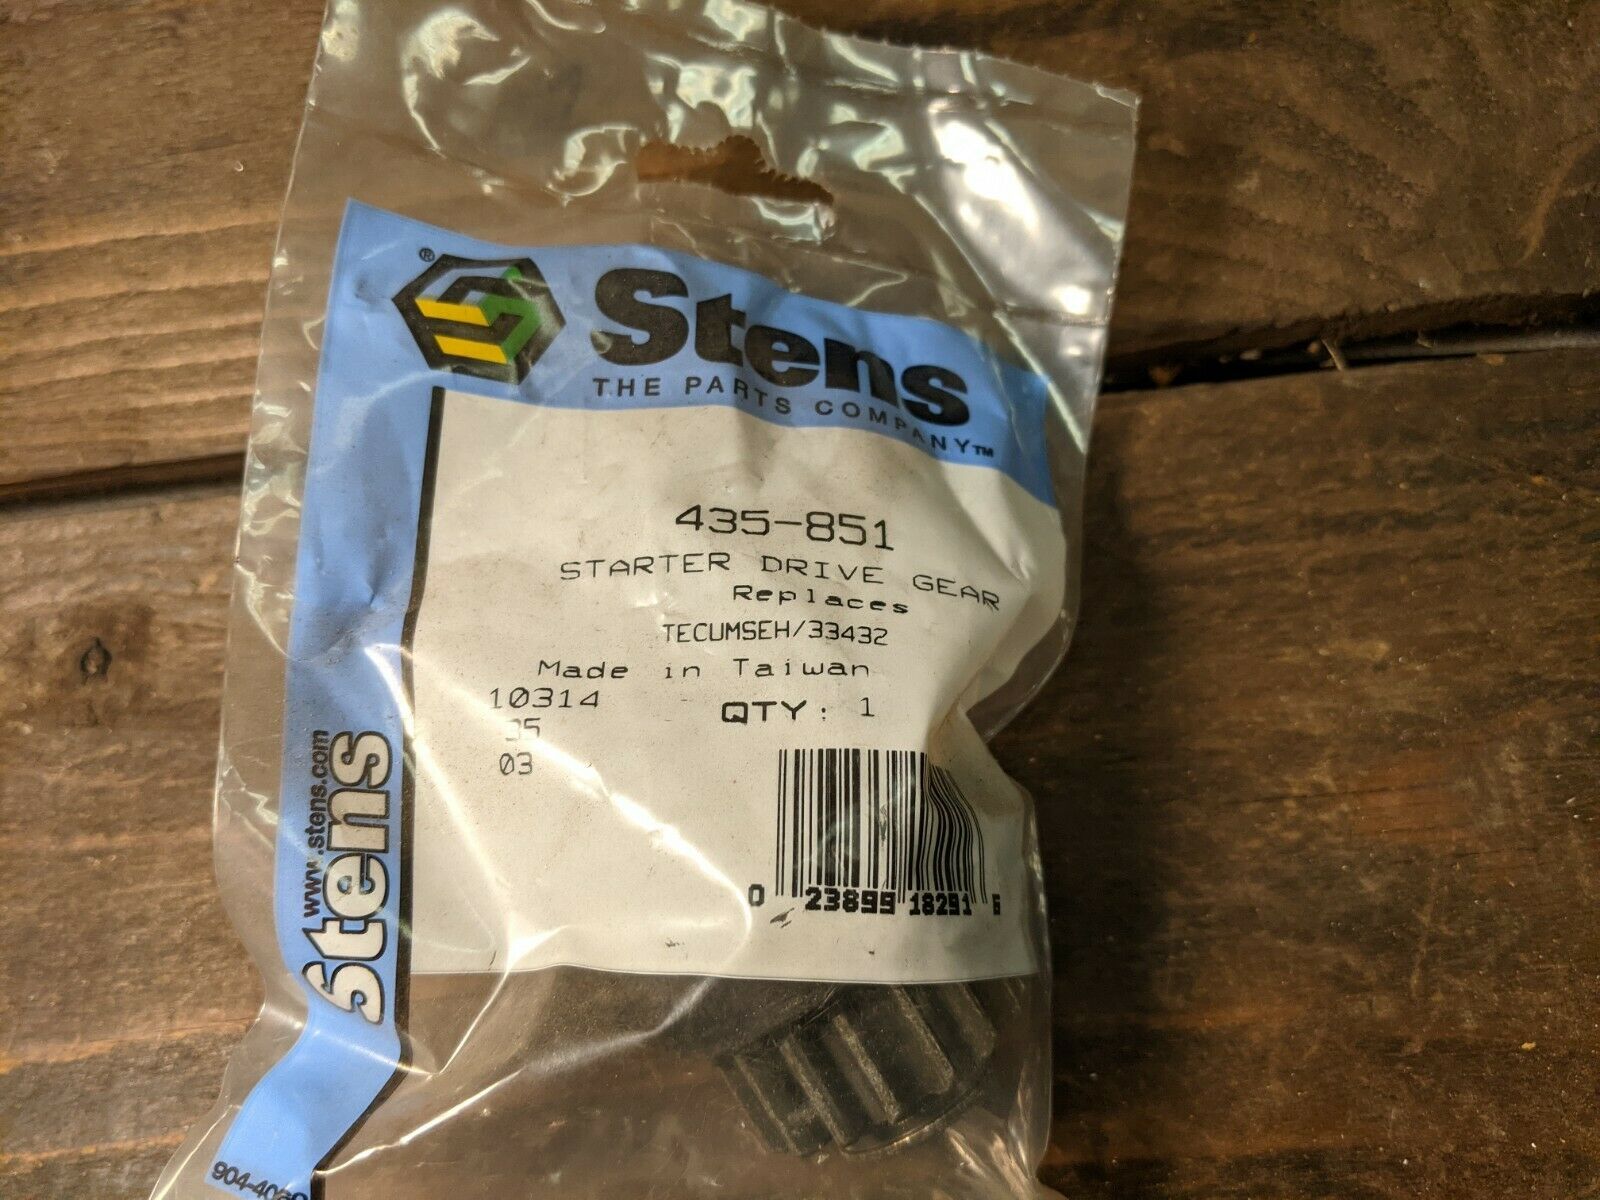 ®
Stens
THE PARTS COMPANY™
435-851
STARTER DRIVE GEAR
Replaces
TECUMSEH/33432
Made in Taiwan
10314
QTY: 1
35
03
0 23899 18291 6
www.stens.com
Stens